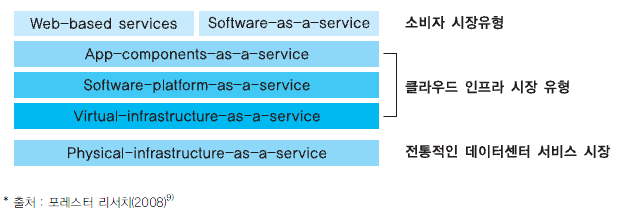 Web-based services Software-as-a-service 소비자 시장유형
App-components-as-a-service
Software-platform-as-a-service 클라우드 인프라 시장 유형
Virtual-infrastructure-as-a-service
Physical-infrastructure-as-a-service 전통적인 데이터센터 서비스 시장
* 출처 : 포레스터 리서치(2008)9)